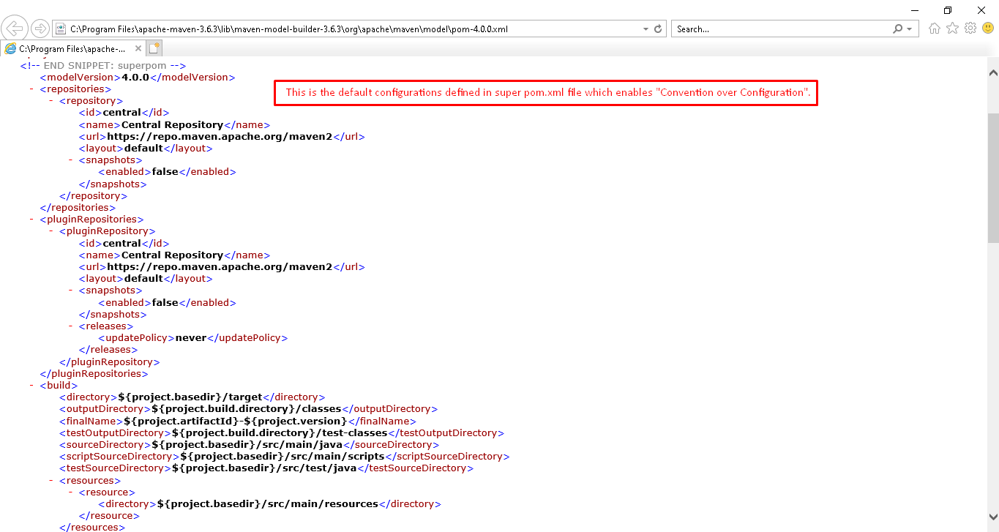 C:\Program Files\apache-maven-3.6.3\lib\maven-model-builder-3.6.3\org\apache\maven\model\pom-4.0.0.xml
Search...
C:\Program Files\apache-...
<!-- END SNIPPET: superpom -->
<modelVersion>4.0.0</modelVersion>
- <repositories>
This is the default configurations defined in super pom.xml file which enables "Convention over Configuration".
- <repository>
<id>central</id>
<name>Central Repository</name>
<url>https://repo.maven.apache.org/maven2</url>
<layout>default</layout>
- <snapshots>
<enabled>false</enabled>
</snapshots>
</repository>
</repositories>
- <pluginRepositories>
- <pluginRepository>
<id>central</id>
<name>Central Repository</name>
<url>https://repo.maven.apache.org/maven2</url>
<layout>default</layout>
- <snapshots>
<enabled>false</enabled>
</snapshots>
- <releases>
<updatePolicy>never</updatePolicy>
</releases>
</pluginRepository>
</pluginRepositories>
- <build>
<directory>${project.basedir}/target</directory>
<outputDirectory>${project.build.directory}/classes</outputDirectory>
<finalName>${project.artifactId}-${project.version}</finalName>
<testOutputDirectory>${project.build.directory}/test-classes</testOutputDirectory>
<sourceDirectory>${project.basedir}/src/main/java</sourceDirectory>
<scriptSourceDirectory>${project.basedir}/src/main/scripts</scriptSourceDirectory>
<testSourceDirectory>${project.basedir}/src/test/java</testSourceDirectory>
- <resources>
- <resource>
<directory>${project.basedir}/src/main/resources</directory>
</resource>
</resources>